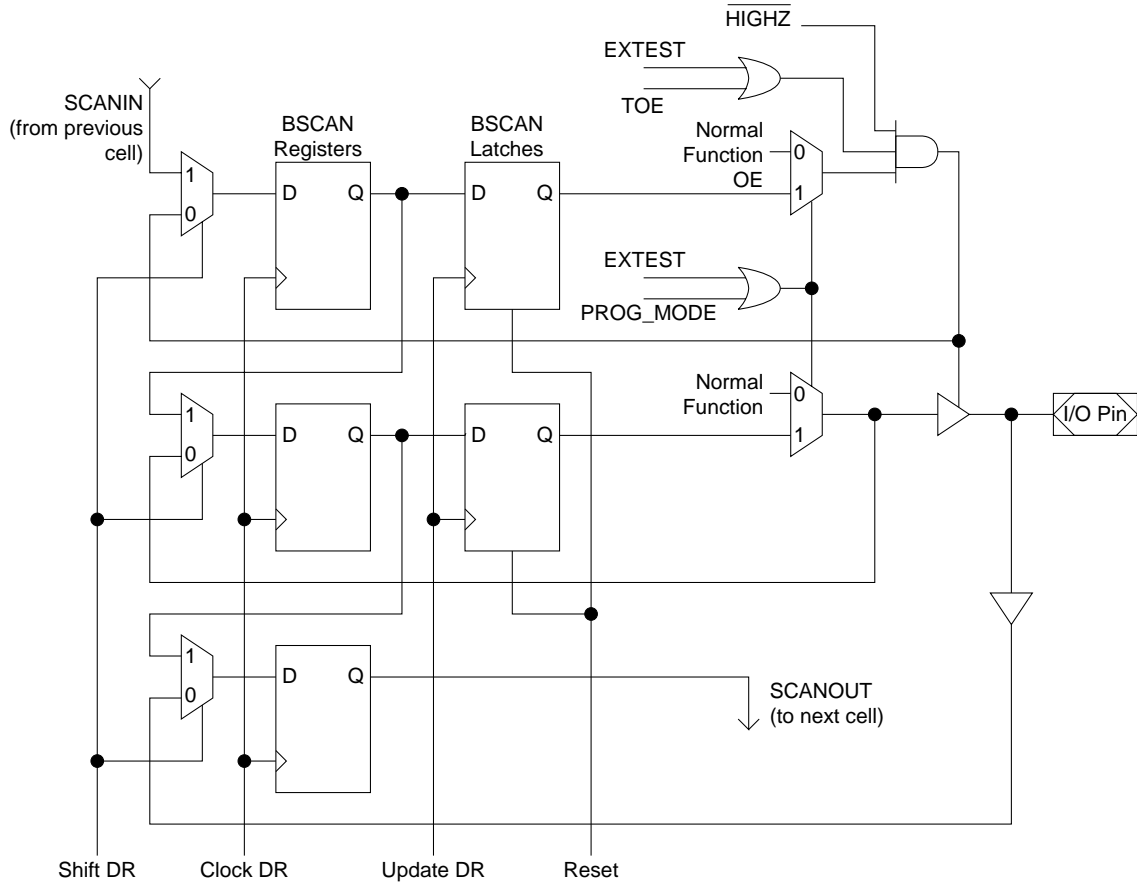 HIGHZ
EXTEST
TOE
SCANIN
(from previous
cell)
BSCAN
Registers
BSCAN
Latches
Normal
Function
OE
0
1
1
0
D
Q
D
Q
EXTEST
PROG_MODE
Normal
Function
0
1
1
0
D
Q
D
Q
I/O Pin
1
0
D
Q
SCANOUT
(to next cell)
Shift DR
Clock DR
Update DR
Reset